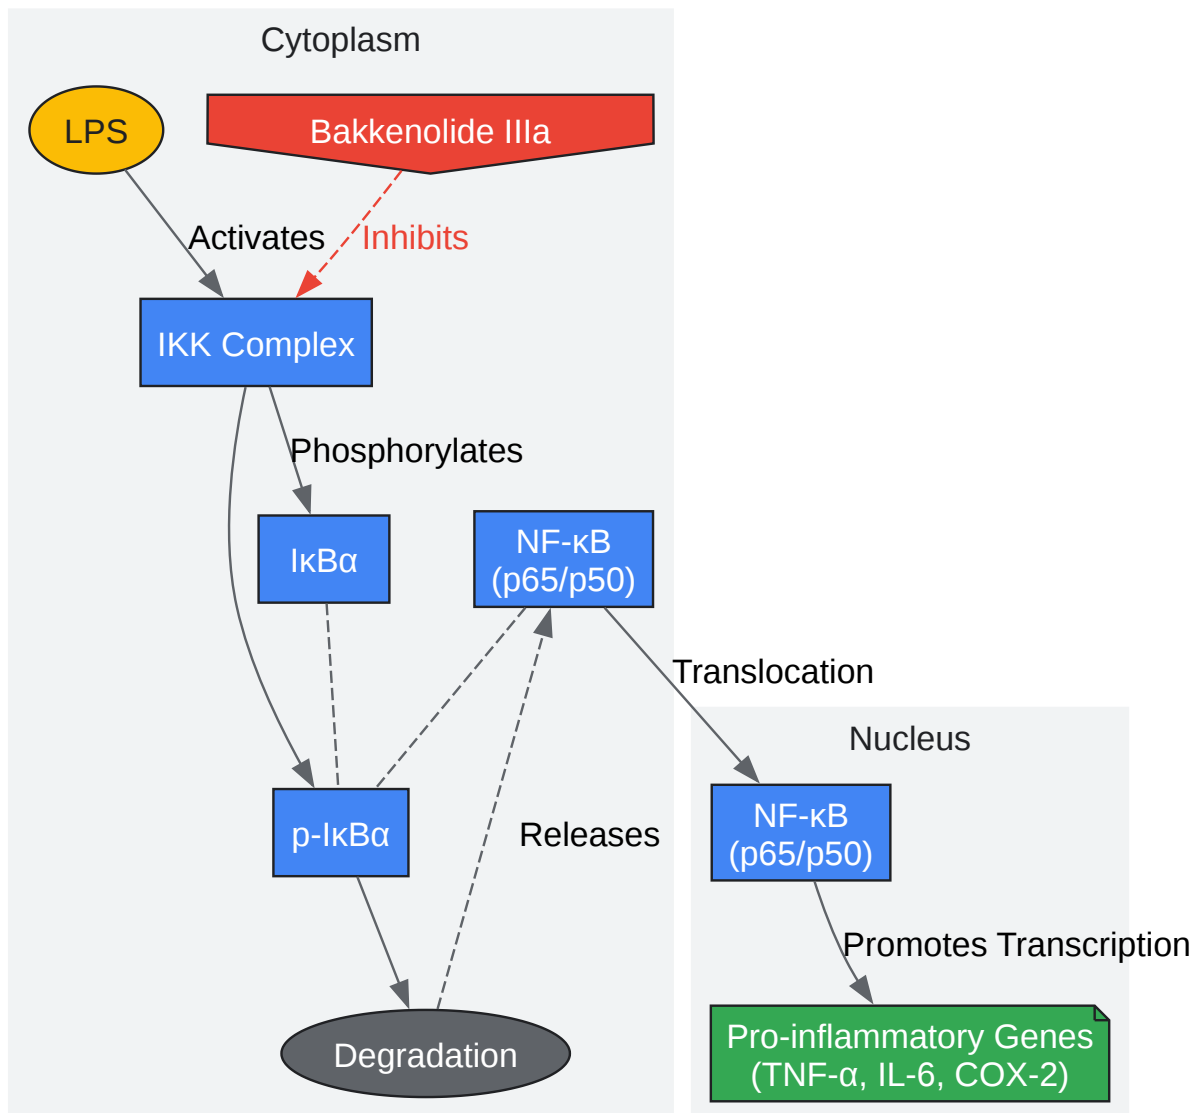 Cytoplasm
LPS
Bakkenolide IIIa
Activates
Inhibits
IKK Complex
Phosphorylates
IκBα
NF-κB
(p65/p50)
Translocation
Nucleus
p-IκBα
Releases
NF-κB
(p65/p50)
Promotes Transcription
Degradation
Pro-inflammatory Genes
(TNF-α, IL-6, COX-2)